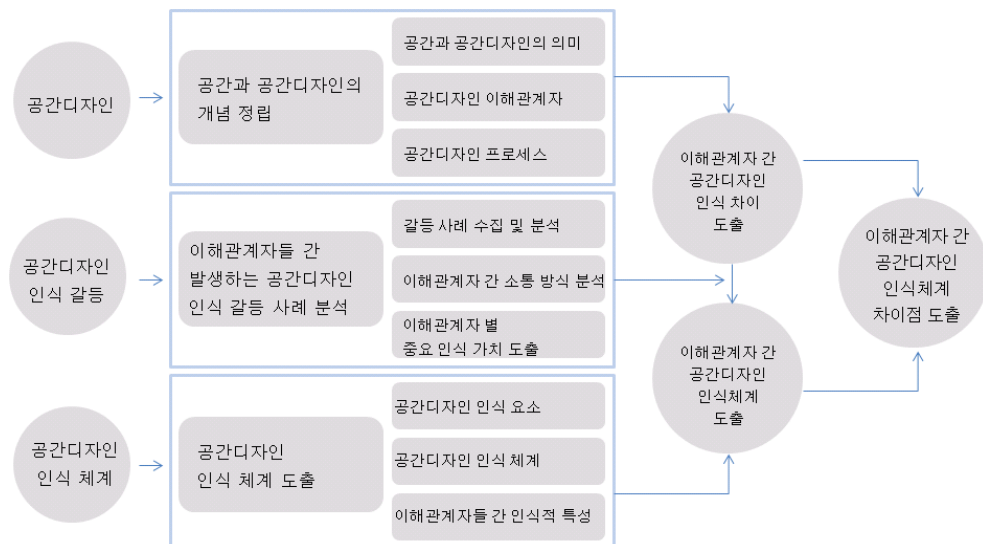 공간디자인
공간과 공간디자인의
개념 정립
공간과 공간디자인의 의미
공간디자인 이해관계자
공간디자인 프로세스
공간디자인
인식 갈등
이해관계자들 간
발생하는 공간디자인
인식 갈등 사례 분석
갈등 사례 수집 및 분석
이해관계자 간 소통 방식 분석
이해관계자 별
중요 인식 가치 도출
공간디자인
인식 체계
공간디자인
인식 체계 도출
공간디자인 인식 요소
공간디자인 인식 체계
이해관계자들 간 인식적 특성
이해관계자 간
공간디자인
인식 차이
도출
이해관계자 간
공간디자인
인식체계
도출
이해관계자 간
공간디자인
인식체계
차이점 도출